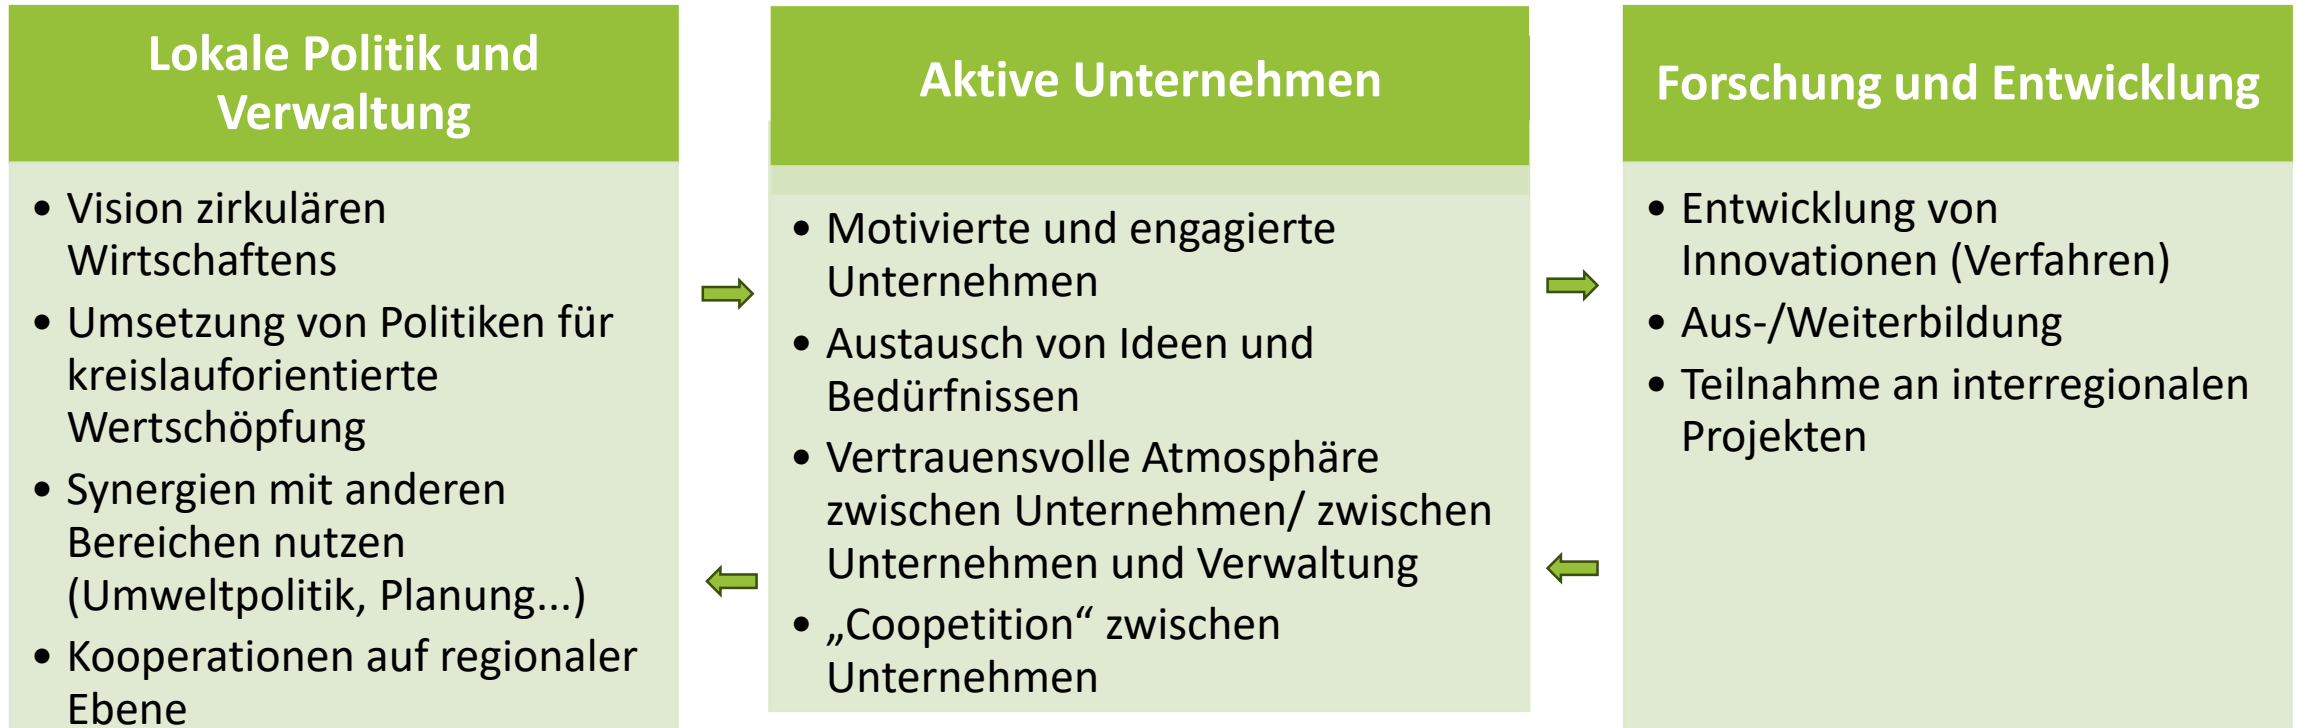 Lokale Politik und
Verwaltung
• Vision zirkulären
Wirtschaftens
• Umsetzung von Politiken für
kreislauforientierte
Wertschöpfung
• Synergien mit anderen
Bereichen nutzen
(Umweltpolitik, Planung...)
• Kooperationen auf regionaler
Ebene
Aktive Unternehmen
• Motivierte und engagierte
Unternehmen
• Austausch von Ideen und
Bedürfnissen
• Vertrauensvolle Atmosphäre
zwischen Unternehmen/ zwischen
Unternehmen und Verwaltung
• „Coopetition“ zwischen
Unternehmen
Forschung und Entwicklung
• Entwicklung von
Innovationen (Verfahren)
• Aus-/Weiterbildung
• Teilnahme an interregionalen
Projekten